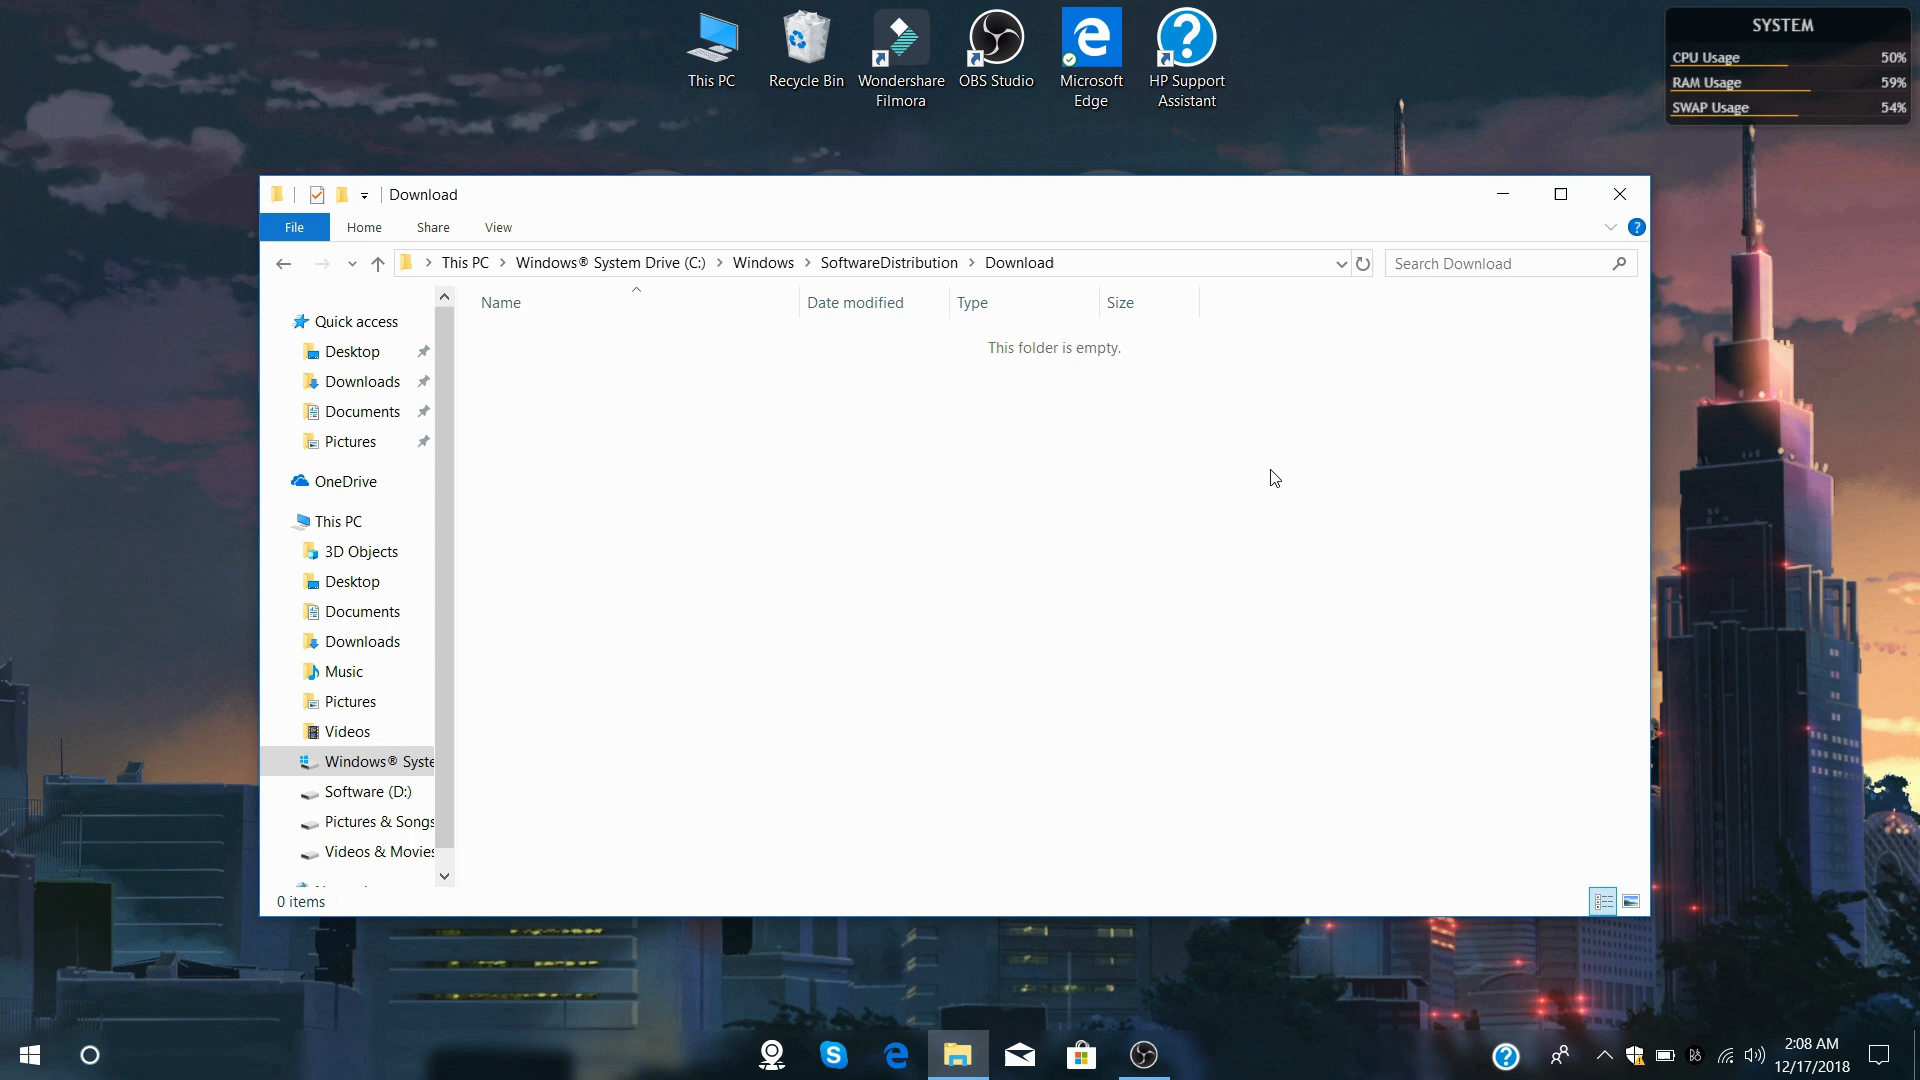 This PC
Recycle Bin
Wondershare
Filmora
OBS Studio
Microsoft
Edge
HP Support
Assistant
SYSTEM
CPU Usage 50%
RAM Usage 59%
SWAP Usage 54%
Download
File Home Share View
This PC Windows® System Drive (C:) Windows SoftwareDistribution Download
Search Download
Name Date modified Type Size
This folder is empty.
Quick access
Desktop
Downloads
Documents
Pictures
OneDrive
This PC
3D Objects
Desktop
Documents
Downloads
Music
Pictures
Videos
Windows® Syste
Software (D:)
Pictures & Songs
Videos & Movies
0 items
2:08 AM
12/17/2018